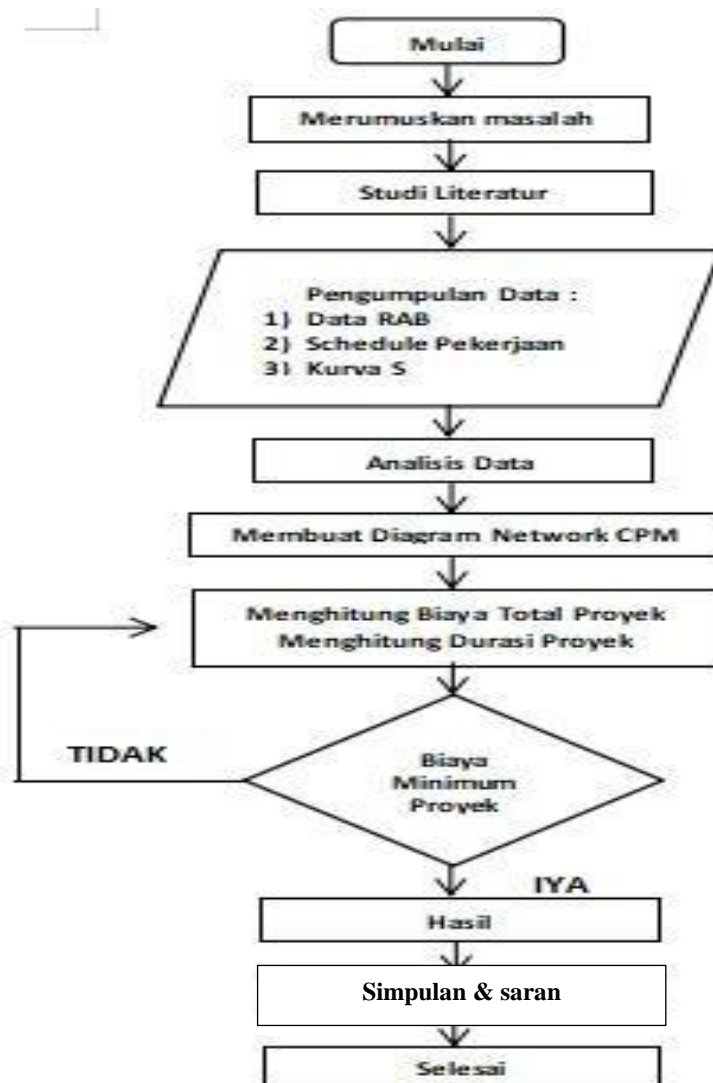 Mulai
Merumuskan masalah
Studi Literatur
Pengumpulan Data :
1) Data RAB
2) Schedule Pekerjaan
3) Kurva S
Analisis Data
Membuat Diagram Network CPM
Menghitung Biaya Total Proyek
Menghitung Durasi Proyek
TIDAK
Biaya
Minimum
Proyek
IYA
Hasil
Simpulan & saran
Selesai